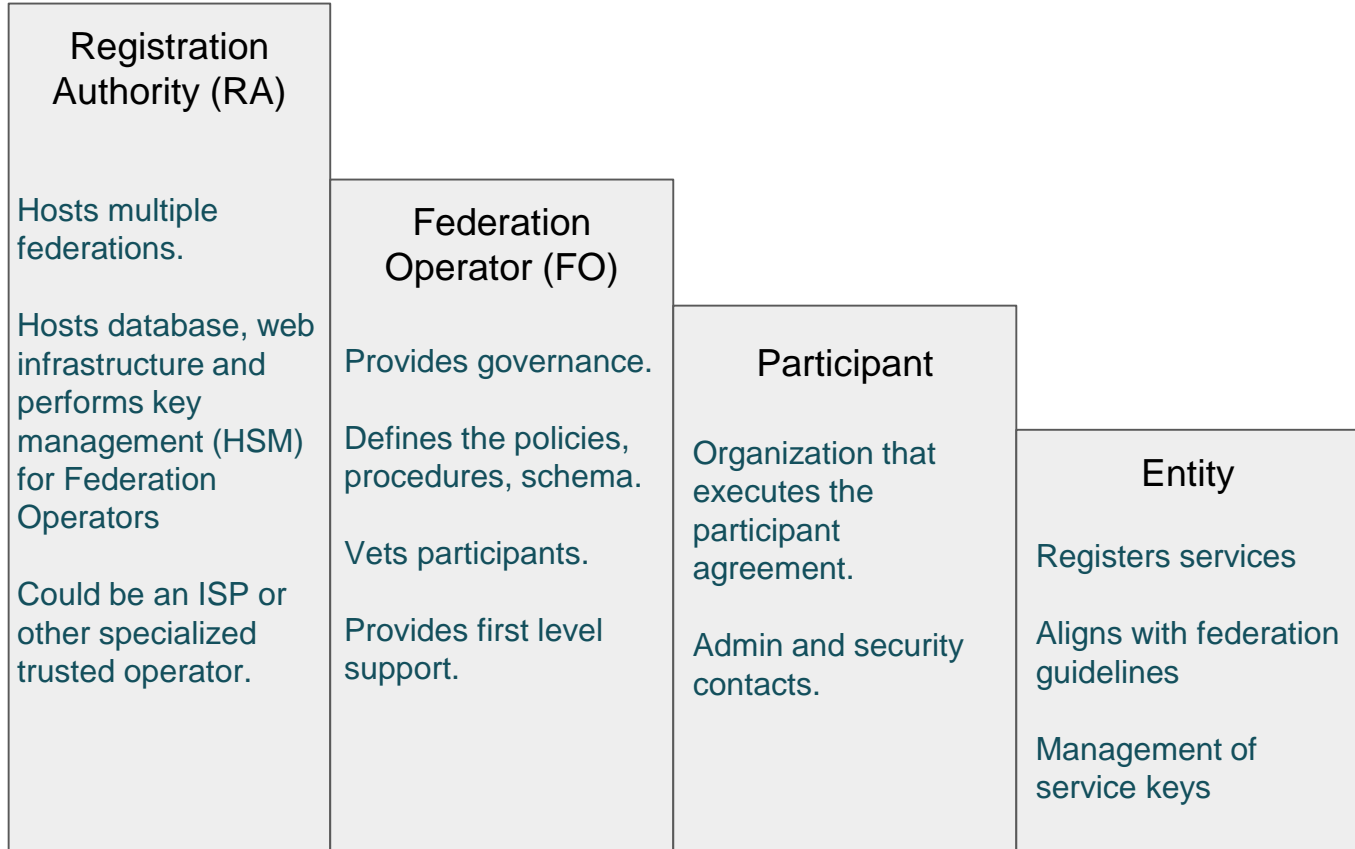 Registration
Authority (RA)
Hosts multiple
federations.
Hosts database, web
infrastructure and
performs key
management (HSM)
for Federation
Operators
Could be an ISP or
other specialized
trusted operator.
Federation
Operator (FO)
Provides governance.
Defines the policies,
procedures, schema.
Vets participants.
Provides first level
support.
Participant
Organization that
executes the
participant
agreement.
Admin and security
contacts.
Entity
Registers services
Aligns with federation
guidelines
Management of
service keys